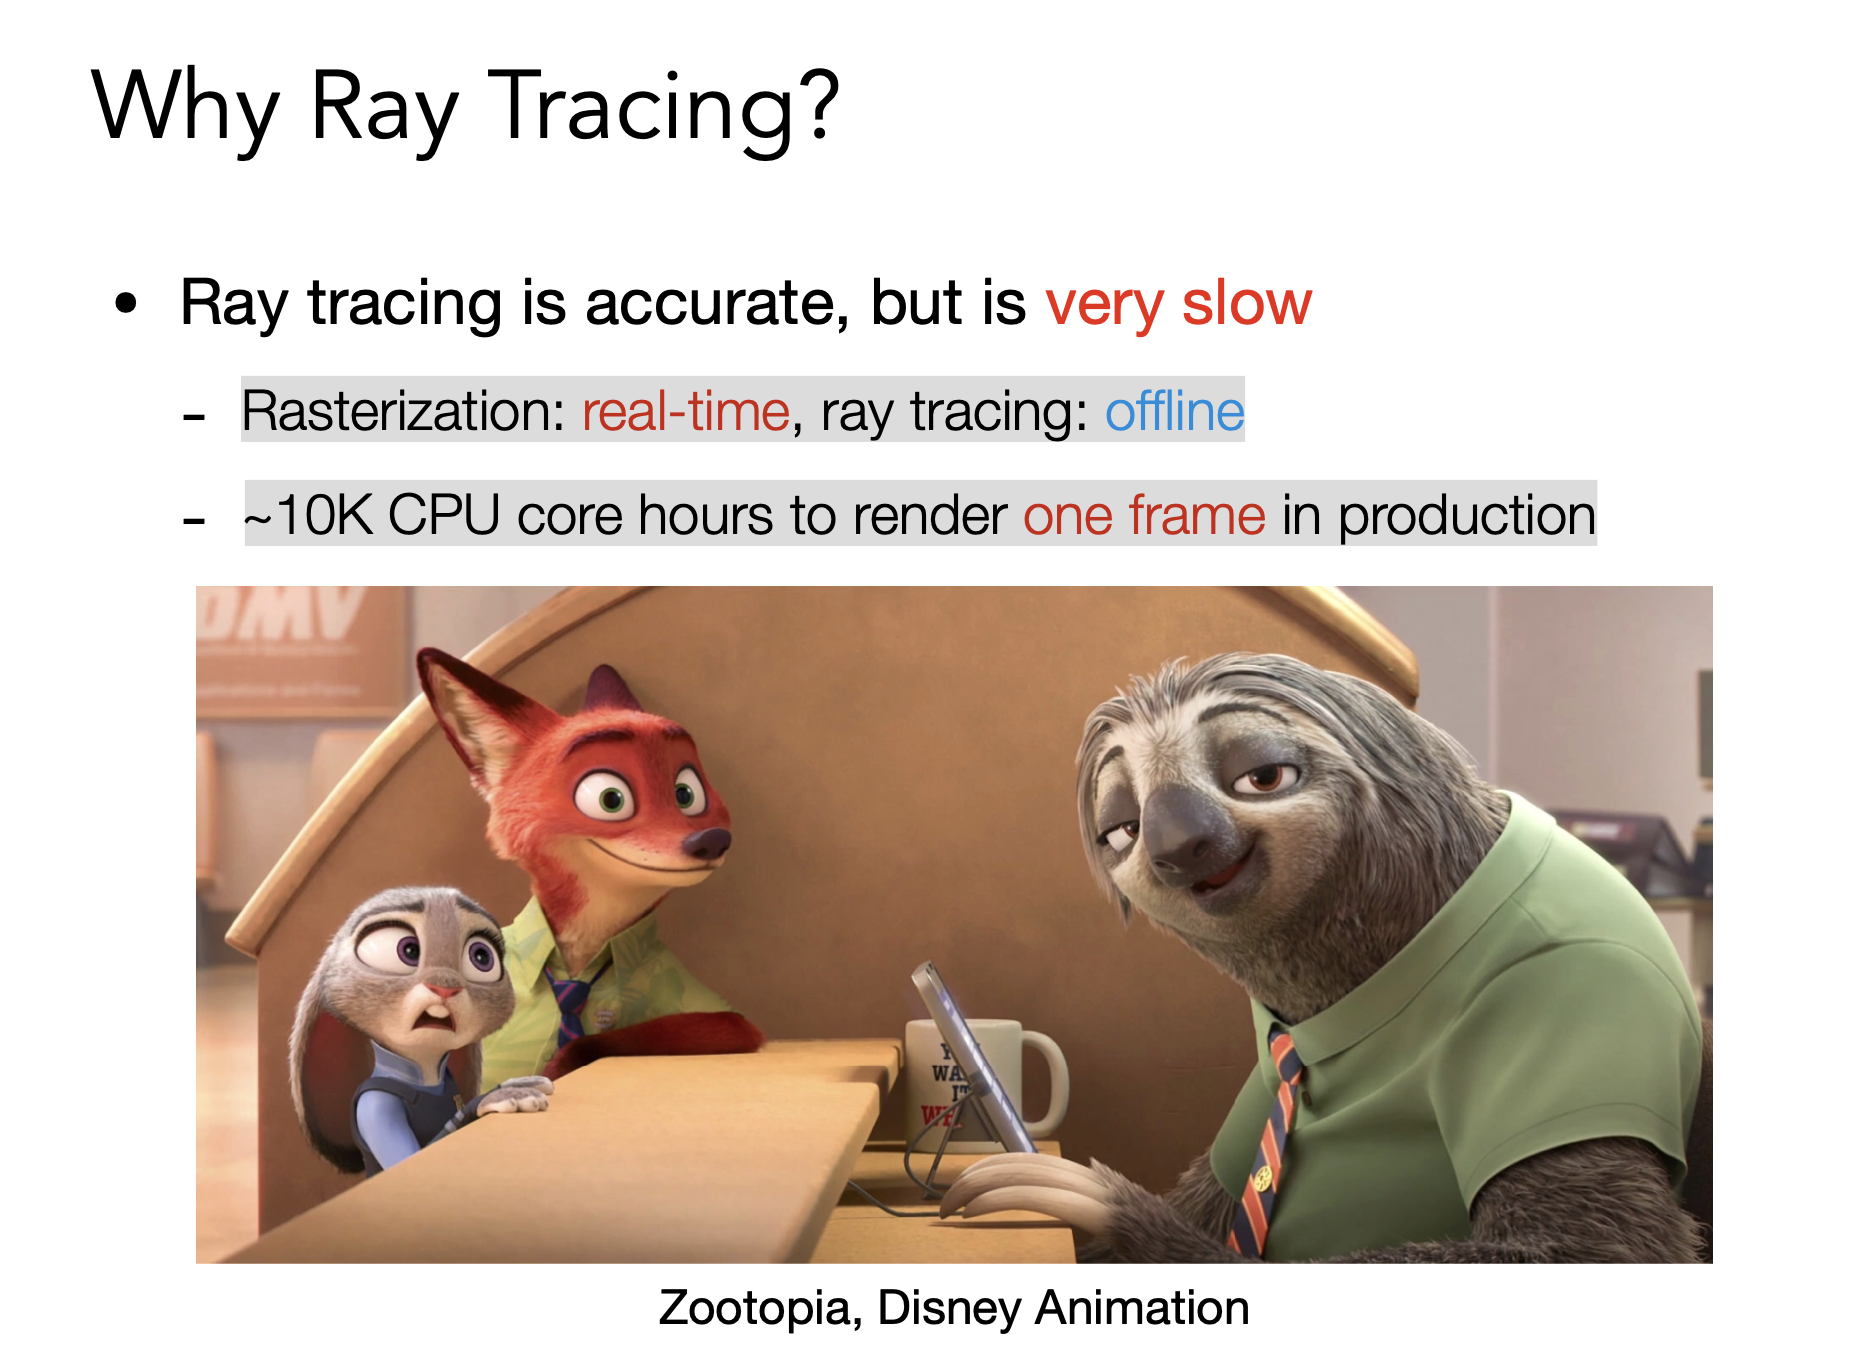 Why Ray Tracing?
• Ray tracing is accurate, but is very slow
- Rasterization: real-time, ray tracing: offline
- ~10K CPU core hours to render one frame in production
DMV
Y
WA
IT
WH
Zootopia, Disney Animation